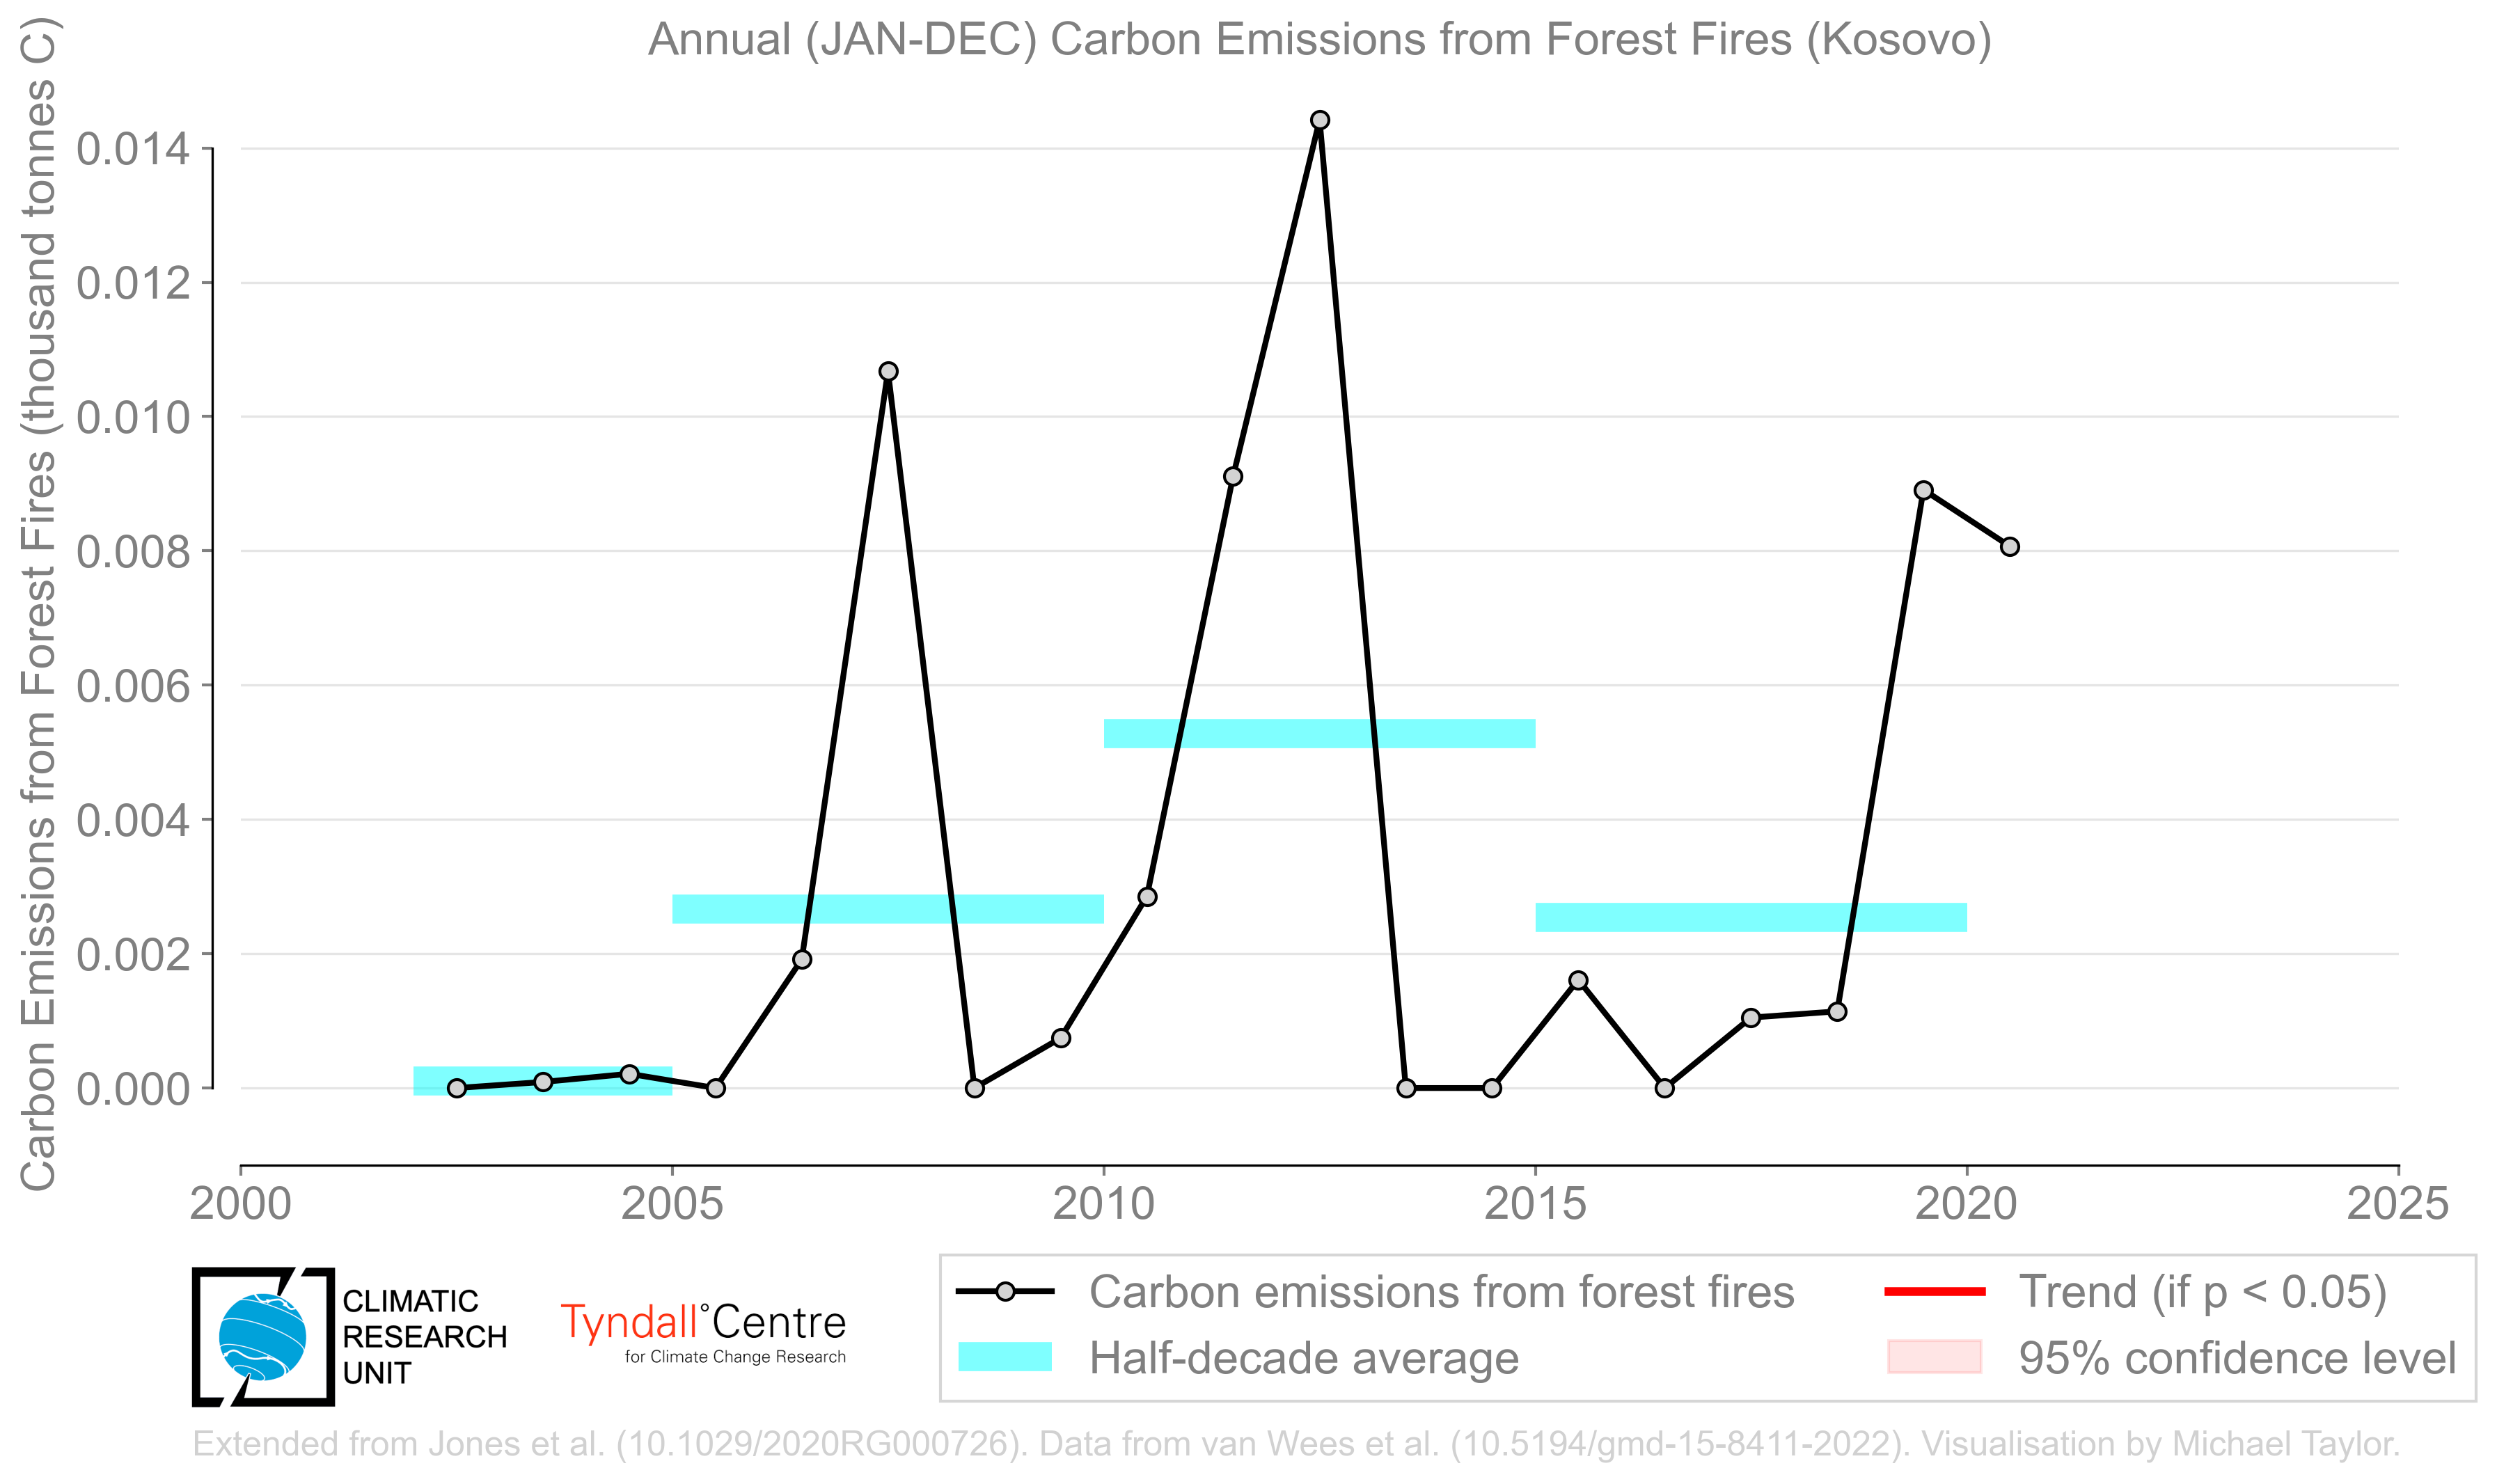 Annual (JAN-DEC) Carbon Emissions from Forest Fires (Kosovo)
Carbon Emissions from Forest Fires (thousand tonnes C)
0.014
0.012
0.010
0.008
0.006
0.004
0.002
0.000
2000 2005 2010 2015 2020 2025
CLIMATIC
RESEARCH
UNIT
Tyndall°Centre
for Climate Change Research
Carbon emissions from forest fires
Half-decade average
Trend (if p < 0.05)
95% confidence level
Extended from Jones et al. (10.1029/2020RG000726). Data from van Wees et al. (10.5194/gmd-15-8411-2022). Visualisation by Michael Taylor.